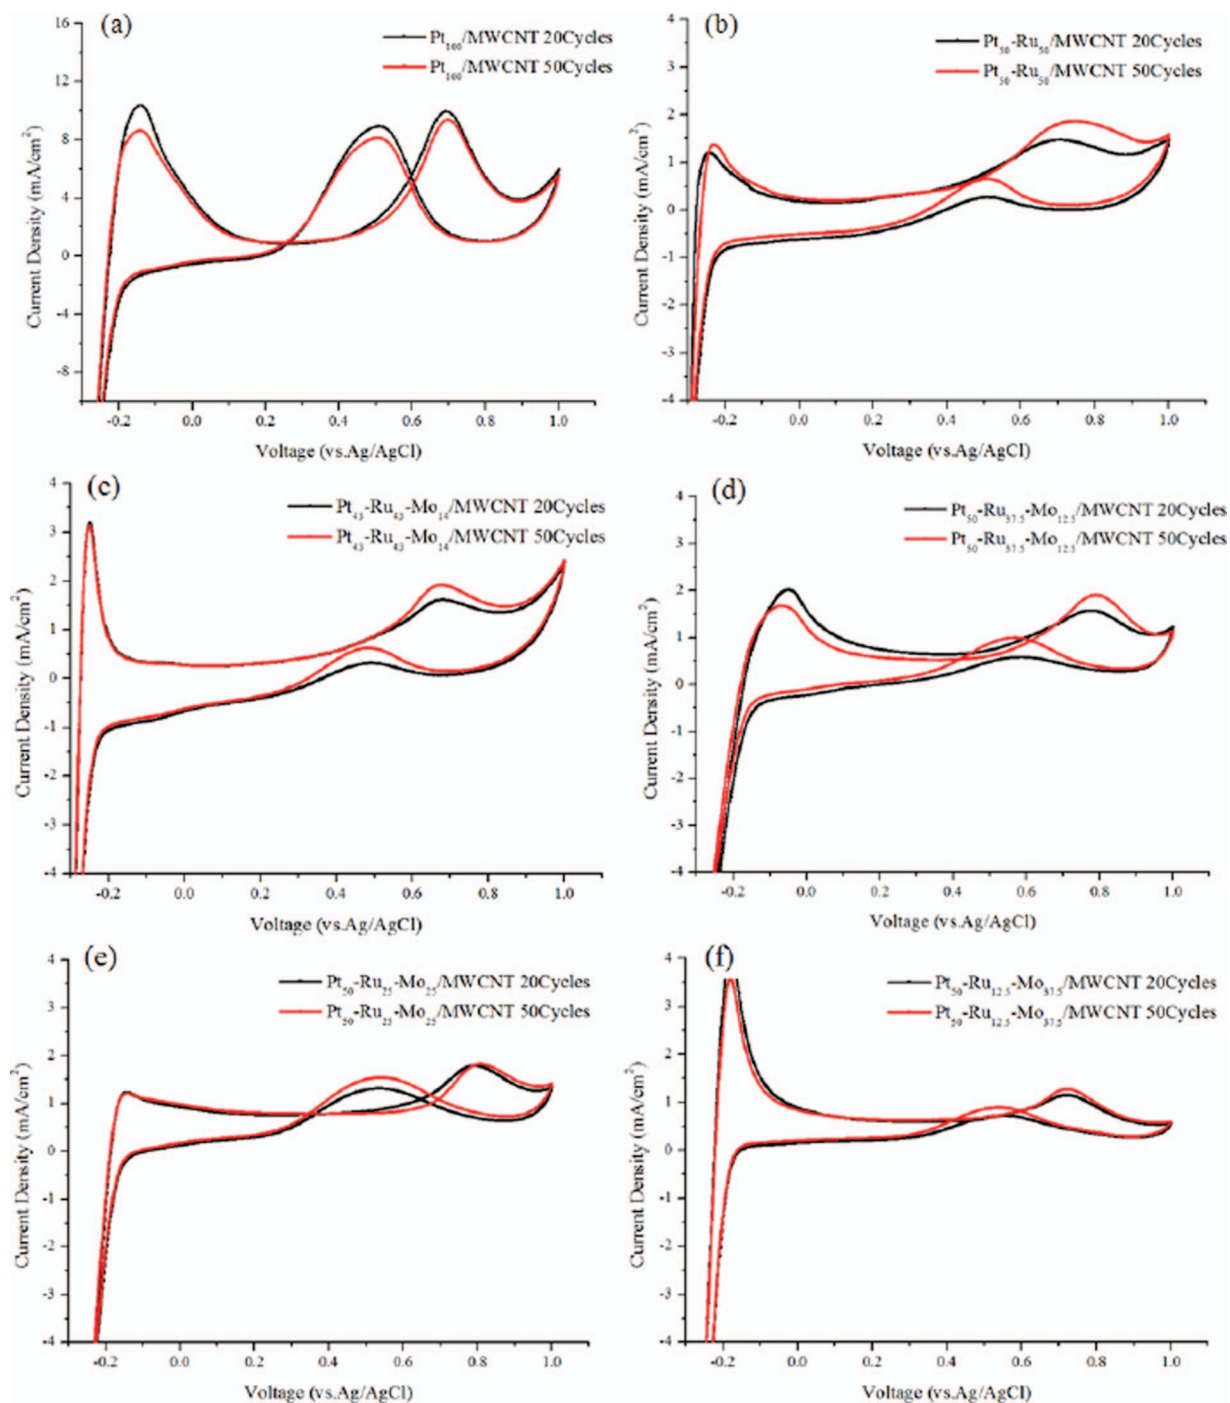 (a)
Pt₁₀₀/MWCNT 20Cycles
Pt₁₀₀/MWCNT 50Cycles
16
12
8
4
0
-4
-8
Current Density (mA/cm²)
-0.2 0.0 0.2 0.4 0.6 0.8 1.0
Voltage (vs.Ag/AgCl)
(b)
Pt₅₀-Ru₅₀/MWCNT 20Cycles
Pt₅₀-Ru₅₀/MWCNT 50Cycles
4
3
2
1
0
-1
-2
-3
-4
Current Density (mA/cm²)
-0.2 0.0 0.2 0.4 0.6 0.8 1.0
Voltage (vs.Ag/AgCl)
(c)
Pt₄₃-Ru₄₃-Mo₁₄/MWCNT 20Cycles
Pt₄₃-Ru₄₃-Mo₁₄/MWCNT 50Cycles
4
3
2
1
0
-1
-2
-3
-4
Current Density (mA/cm²)
-0.2 0.0 0.2 0.4 0.6 0.8 1.0
Voltage (vs.Ag/AgCl)
(d)
Pt₅₀-Ru₃₇.₅-Mo₁₂.₅/MWCNT 20Cycles
Pt₅₀-Ru₃₇.₅-Mo₁₂.₅/MWCNT 50Cycles
4
3
2
1
0
-1
-2
-3
-4
Current Density (mA/cm²)
-0.2 0.0 0.2 0.4 0.6 0.8 1.0
Voltage (vs.Ag/AgCl)
(e)
Pt₅₀-Ru₂₅-Mo₂₅/MWCNT 20Cycles
Pt₅₀-Ru₂₅-Mo₂₅/MWCNT 50Cycles
4
3
2
1
0
-1
-2
-3
-4
Current Density (mA/cm²)
-0.2 0.0 0.2 0.4 0.6 0.8 1.0
Voltage (vs.Ag/AgCl)
(f)
Pt₅₀-Ru₁₂.₅-Mo₃₇.₅/MWCNT 20Cycles
Pt₅₀-Ru₁₂.₅-Mo₃₇.₅/MWCNT 50Cycles
4
3
2
1
0
-1
-2
-3
-4
Current Density (mA/cm²)
-0.2 0.0 0.2 0.4 0.6 0.8 1.0
Voltage (vs.Ag/AgCl)